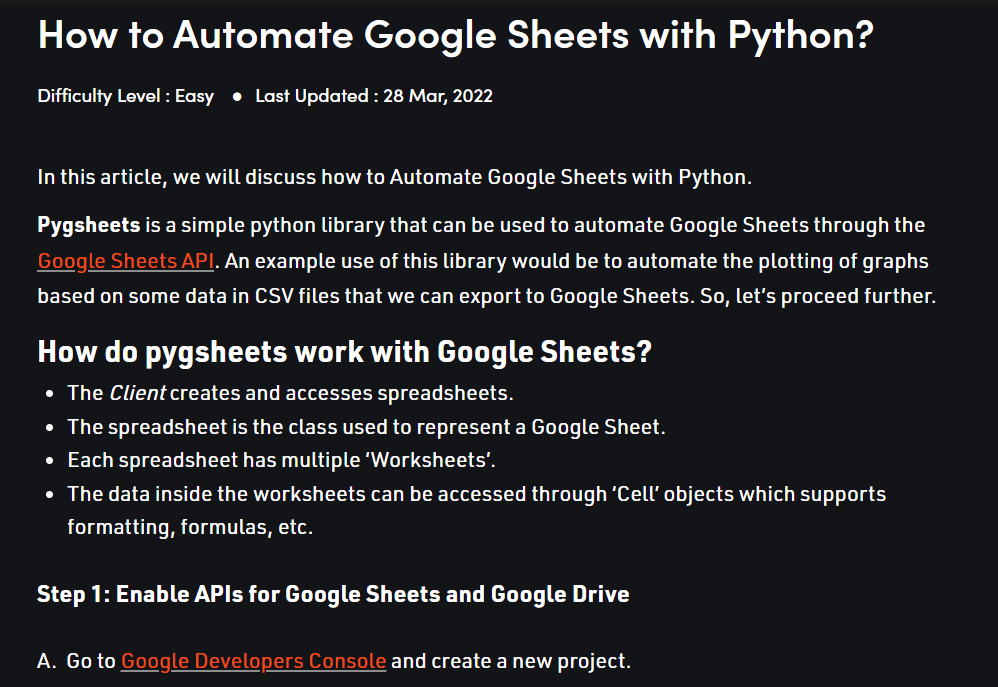 How to Automate Google Sheets with Python?
Difficulty Level : Easy ● Last Updated : 28 Mar, 2022
In this article, we will discuss how to Automate Google Sheets with Python.
Pygsheets is a simple python library that can be used to automate Google Sheets through the
Google Sheets API. An example use of this library would be to automate the plotting of graphs
based on some data in CSV files that we can export to Google Sheets. So, let’s proceed further.
How do pygsheets work with Google Sheets?
• The Client creates and accesses spreadsheets.
• The spreadsheet is the class used to represent a Google Sheet.
• Each spreadsheet has multiple ‘Worksheets’.
• The data inside the worksheets can be accessed through ‘Cell’ objects which supports
formatting, formulas, etc.
Step 1: Enable APIs for Google Sheets and Google Drive
A. Go to Google Developers Console and create a new project.